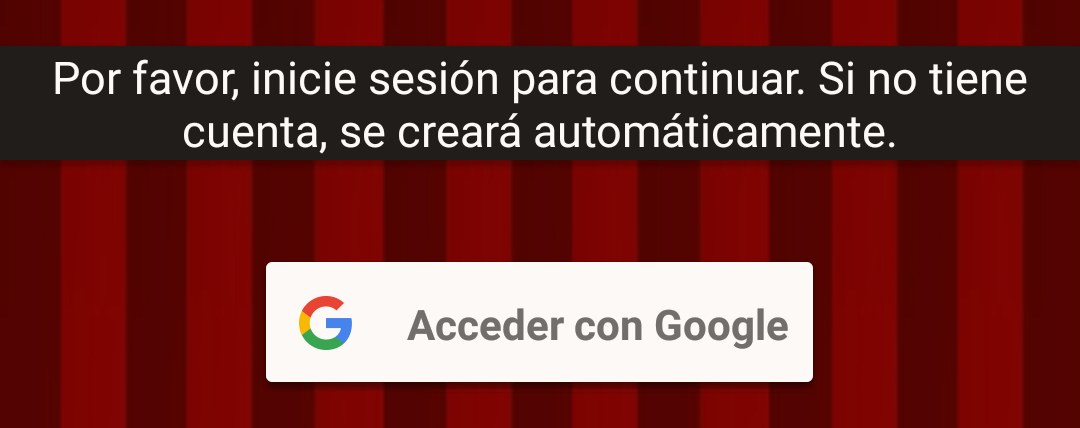 Por favor, inicie sesión para continuar. Si no tiene
cuenta, se creará automáticamente.
Acceder con Google